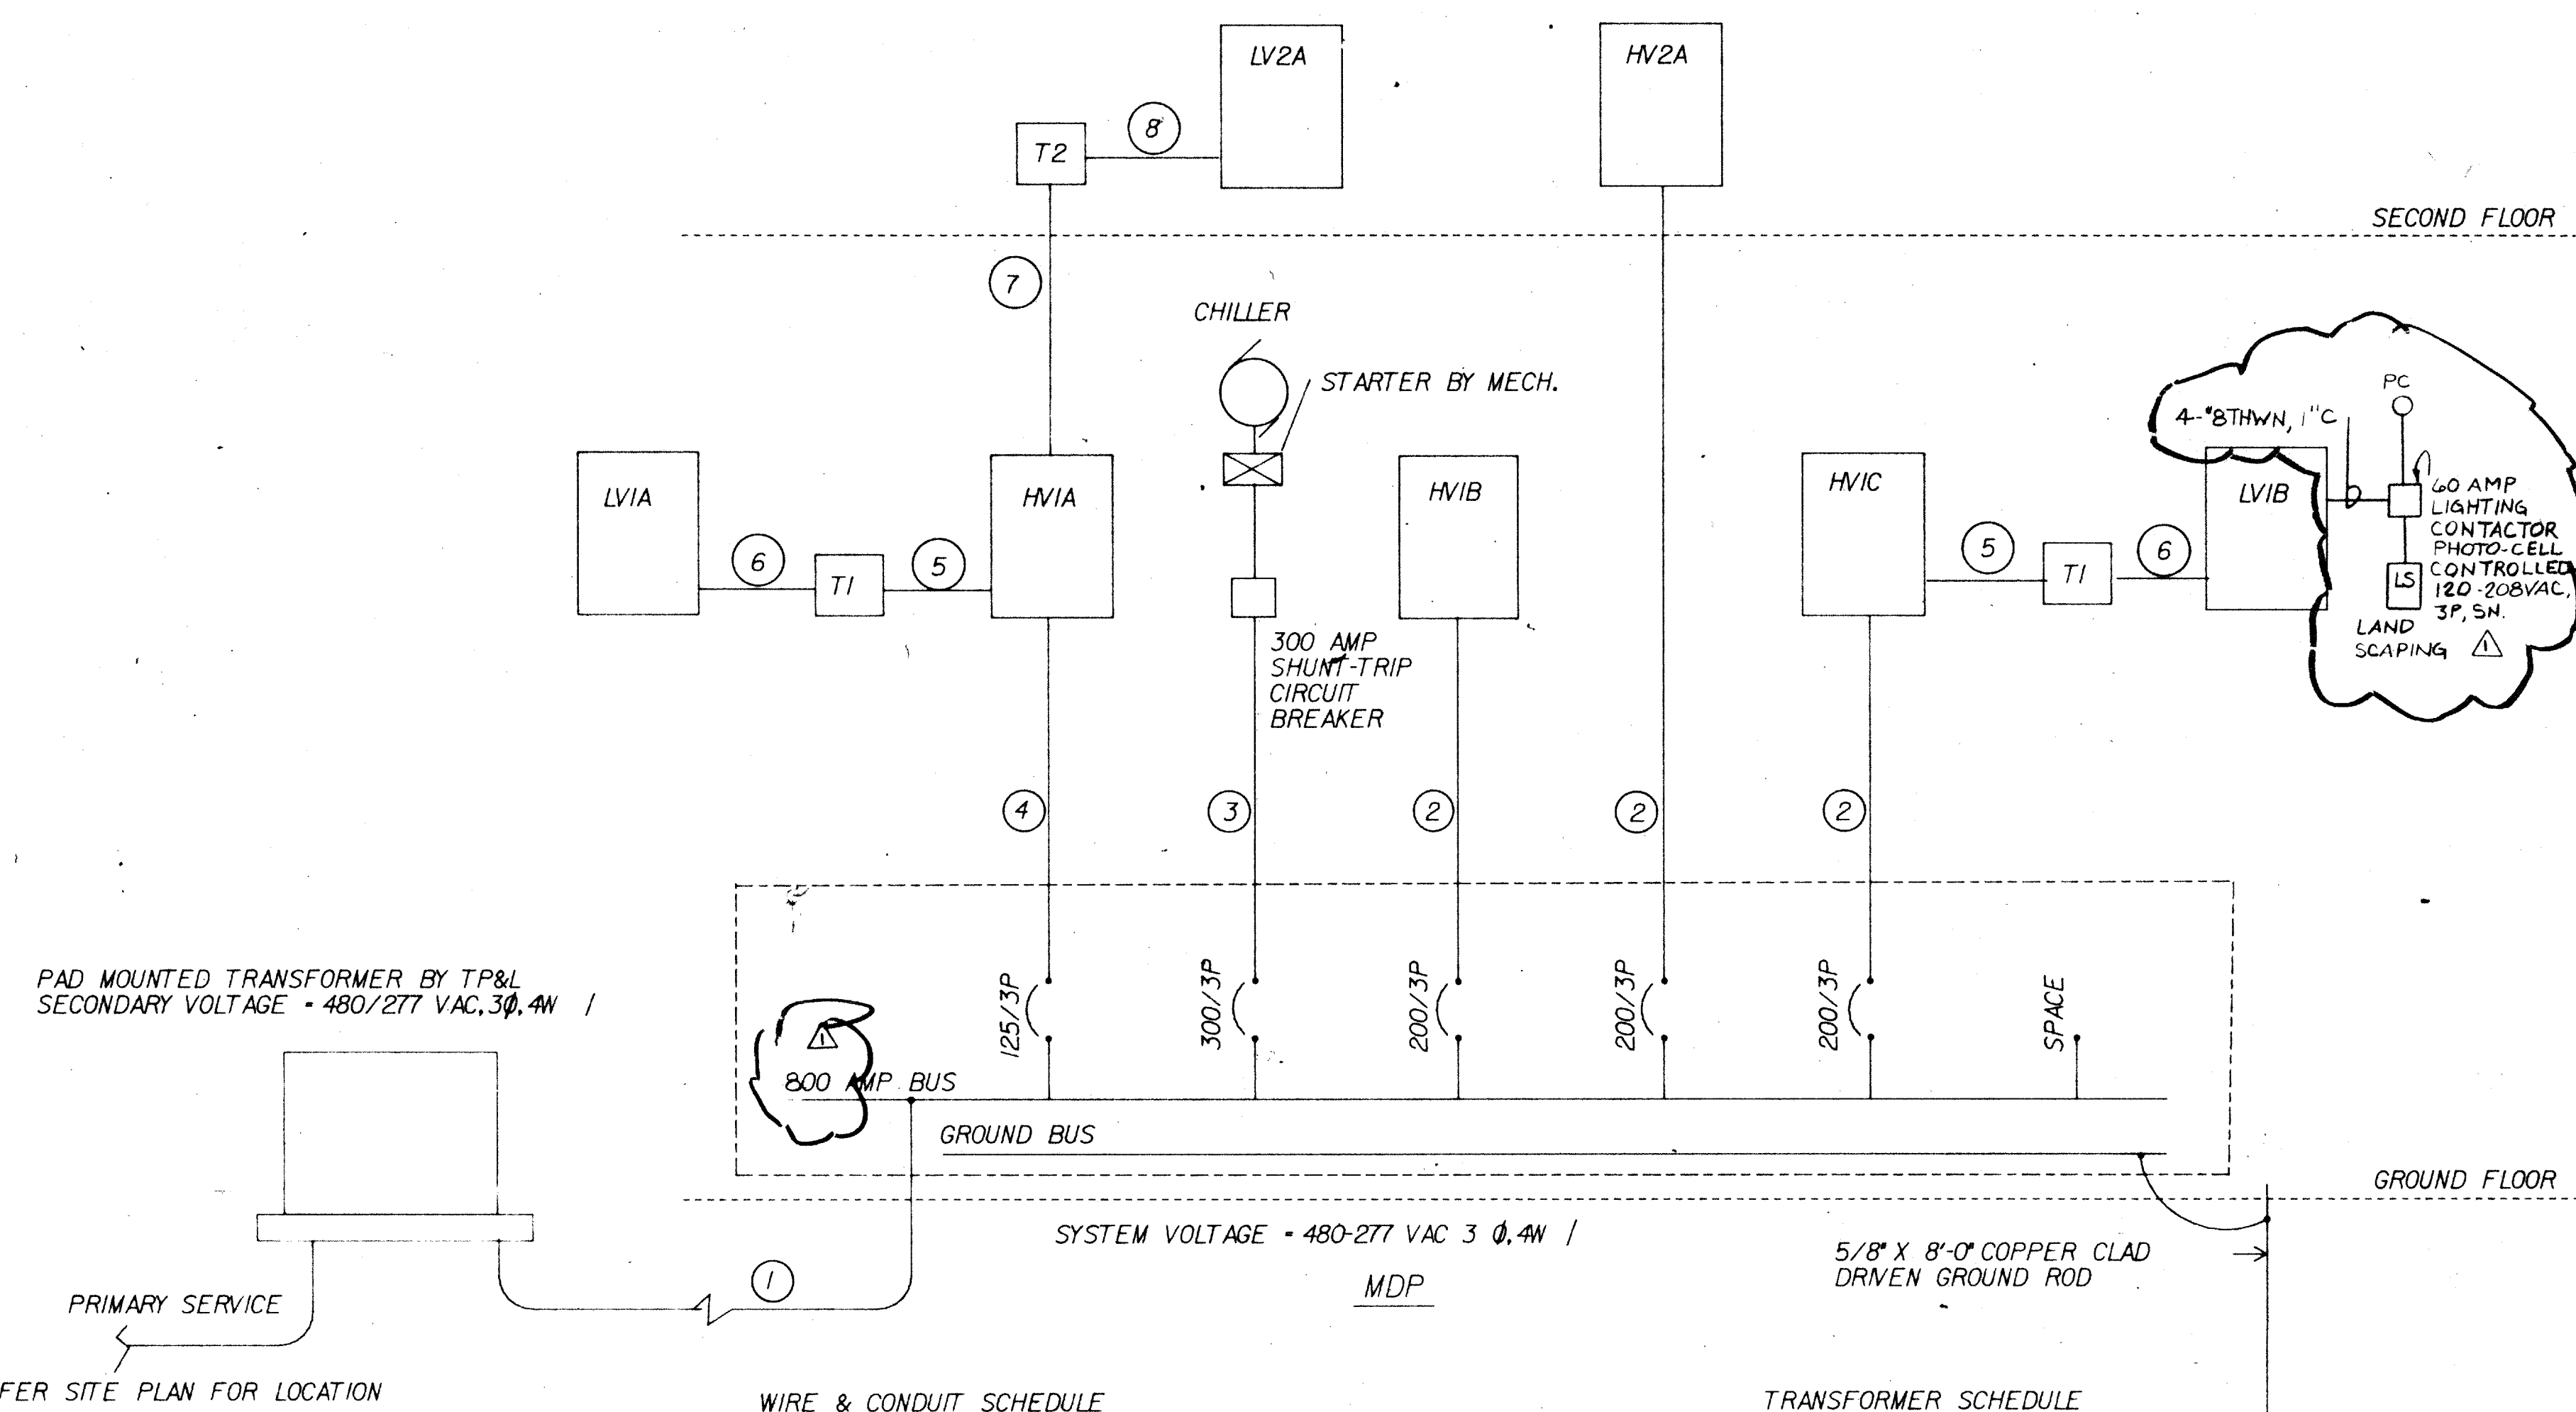 LV2A
HV2A
T2
8
SECOND FLOOR
7
CHILLER
STARTER BY MECH.
PC
4-#8THWN, 1"C
LV1A
HV1A
HV1B
HV1C
LV1B
60 AMP
LIGHTING
CONTACTOR
PHOTO-CELL
CONTROLLED
120-208VAC,
3P, SN.
LS
LAND
SCAPING
1
6
T1
5
5
T1
6
300 AMP
SHUNT-TRIP
CIRCUIT
BREAKER
4
3
2
2
2
PAD MOUNTED TRANSFORMER BY TP&L
SECONDARY VOLTAGE = 480/277 VAC, 3Ø, 4W /
125/3P
300/3P
200/3P
200/3P
200/3P
SPACE
1
800 AMP BUS
GROUND BUS
GROUND FLOOR
SYSTEM VOLTAGE = 480-277 VAC 3 Ø, 4W /
MDP
5/8" X 8'-0" COPPER CLAD
DRIVEN GROUND ROD
1
PRIMARY SERVICE
FER SITE PLAN FOR LOCATION
WIRE & CONDUIT SCHEDULE
TRANSFORMER SCHEDULE